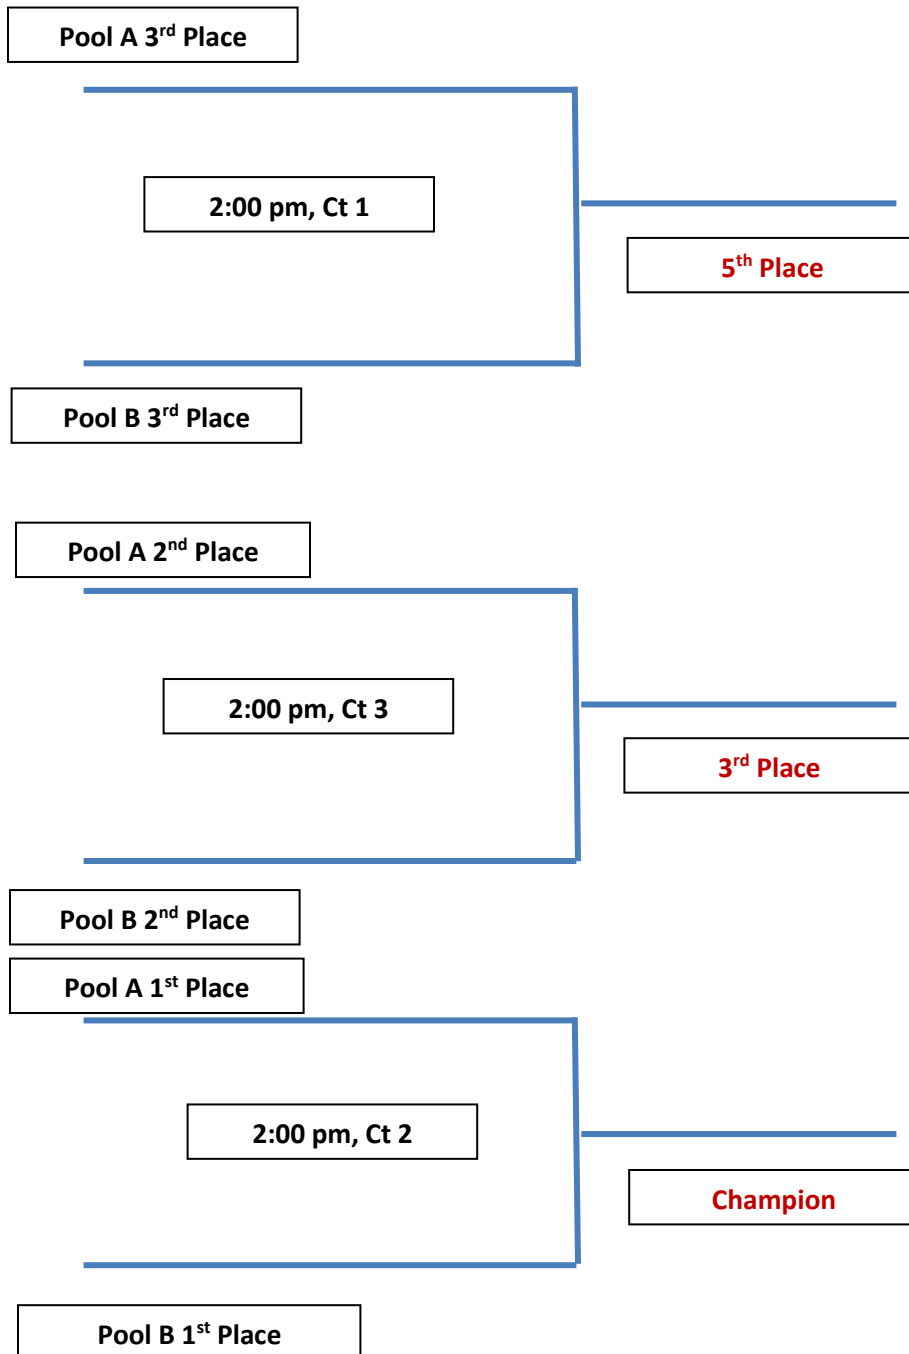 Pool A 3rd Place
2:00 pm, Ct 1
5th Place
Pool B 3rd Place
Pool A 2nd Place
2:00 pm, Ct 3
3rd Place
Pool B 2nd Place
Pool A 1st Place
2:00 pm, Ct 2
Champion
Pool B 1st Place